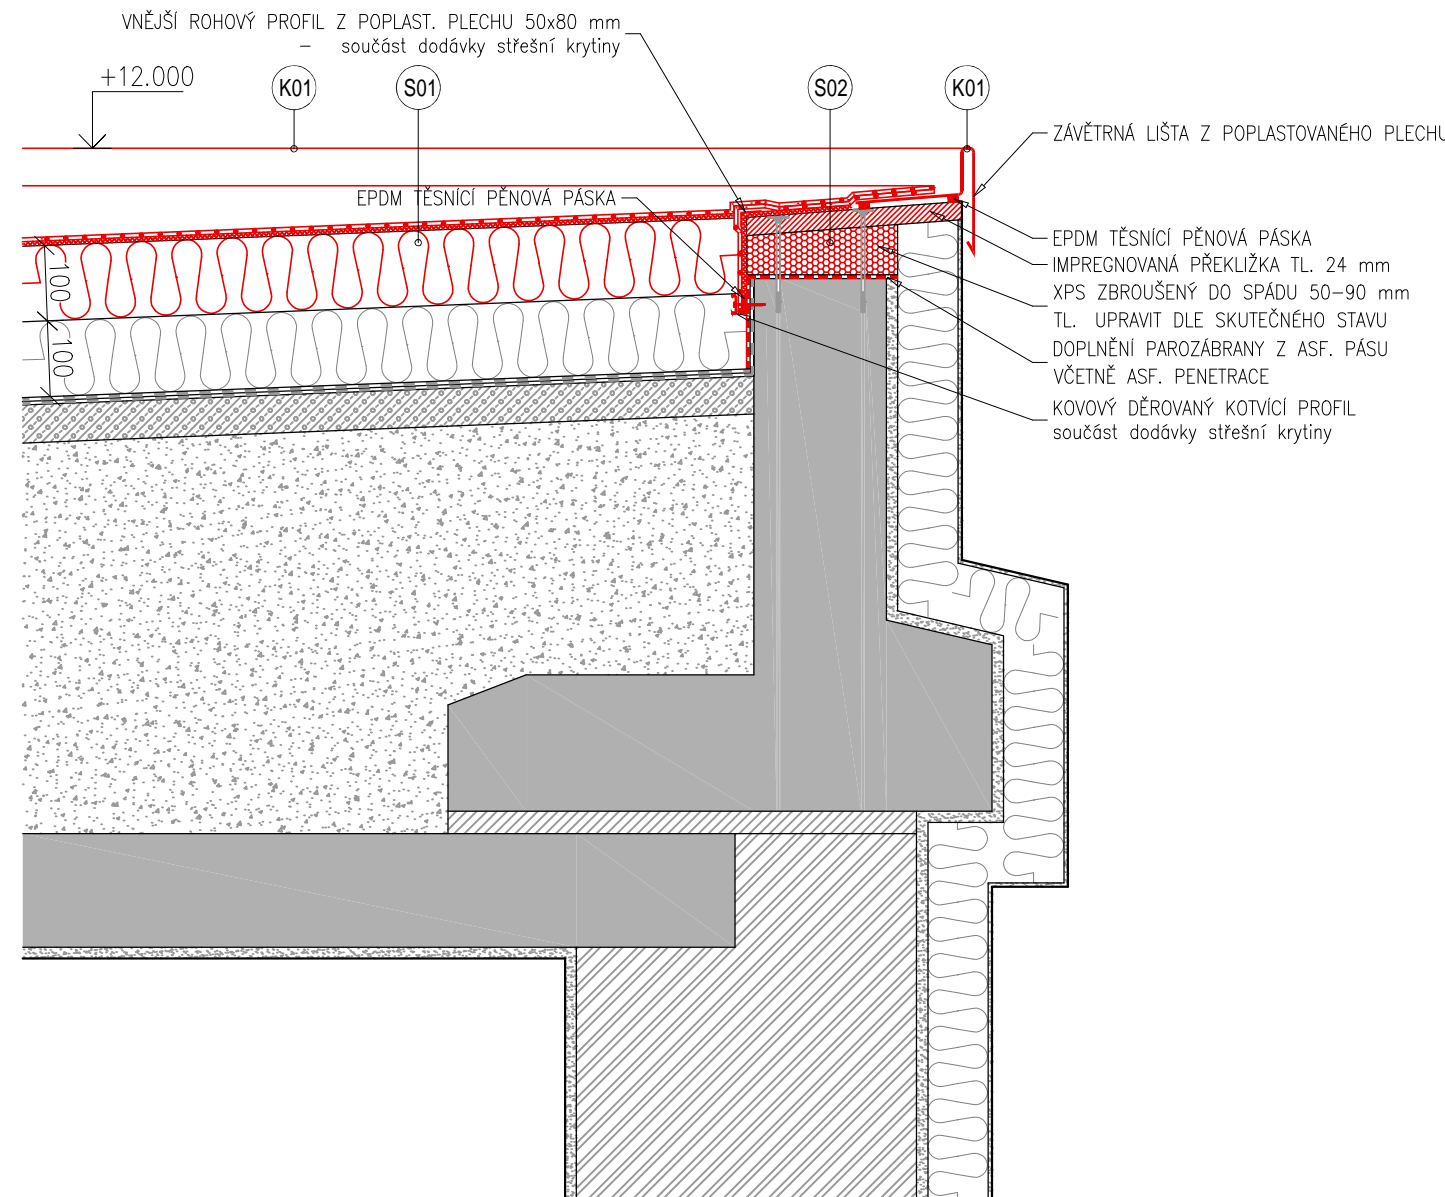 VNĚJŠÍ ROHOVÝ PROFIL Z POPLAST. PLECHU 50x80 mm
– součást dodávky střešní krytiny
+12.000
K01
S01
S02
K01
ZÁVĚTRNÁ LIŠTA Z POPLASTOVANÉHO PLECHU
EPDM TĚSNÍCÍ PĚNOVÁ PÁSKA
EPDM TĚSNÍCÍ PĚNOVÁ PÁSKA
IMPREGNOVANÁ PŘEKLIŽKA TL. 24 mm
XPS ZBROUŠENÝ DO SPÁDU 50–90 mm
TL. UPRAVIT DLE SKUTEČNÉHO STAVU
DOPLNĚNÍ PAROZÁBRANY Z ASF. PÁSU
VČETNĚ ASF. PENETRACE
KOVOVÝ DĚROVANÝ KOTVÍCÍ PROFIL
součást dodávky střešní krytiny
100
100